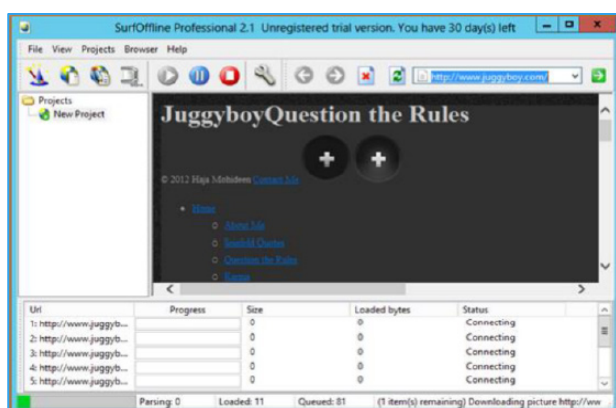 SurfOffline Professional 2.1 Unregistered trial version. You have 30 day(s) left
File View Projects Browser Help
http://www.juggyboy.com/
Projects
New Project
JuggyboyQuestion the Rules
© 2012 Haja Mohideen Contact Me
Home
About Me
Question the Rules
Karma
Url Progress Size Loaded bytes Status
1: http://www.juggyb... 0 0 Connecting
2: http://www.juggyb... 0 0 Connecting
3: http://www.juggyb... 0 0 Connecting
4: http://www.juggyb... 0 0 Connecting
5: http://www.juggyb... 0 0 Connecting
Parsing: 0 Loaded: 11 Queued: 81 (1 item(s) remaining) Downloading picture http://ww